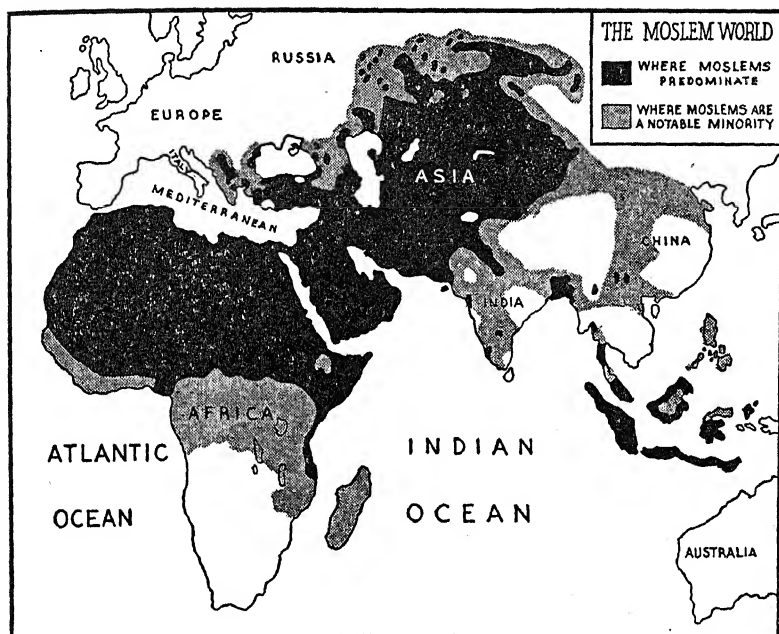 THE MOSLEM WORLD
WHERE MOSLEMS
PREDOMINATE
WHERE MOSLEMS ARE
A NOTABLE MINORITY
RUSSIA
EUROPE
ITALY
MEDITERRANEAN
ASIA
CHINA
INDIA
AFRICA
ATLANTIC
OCEAN
INDIAN
OCEAN
AUSTRALIA